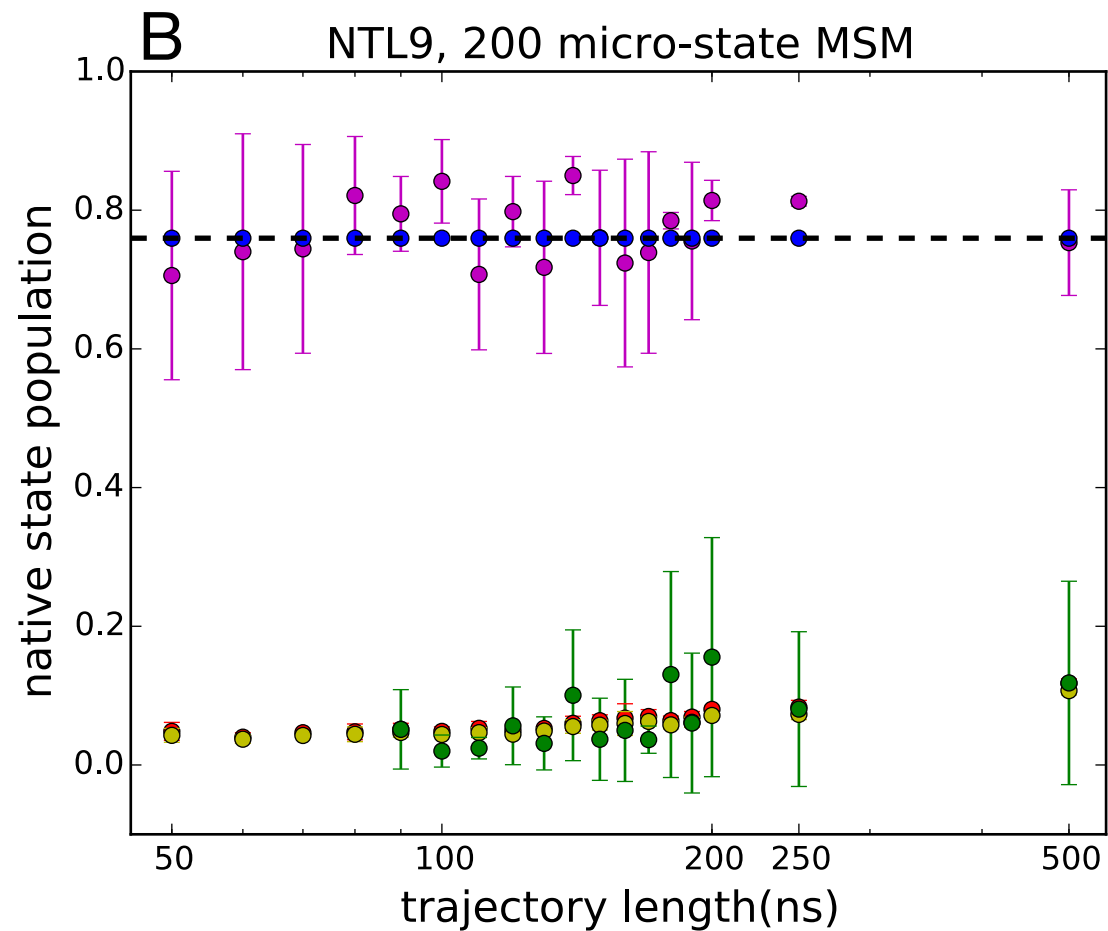 B
NTL9, 200 micro-state MSM
1.0
0.8
0.6
0.4
0.2
0.0
native state population
50 100 200 250 500
trajectory length(ns)